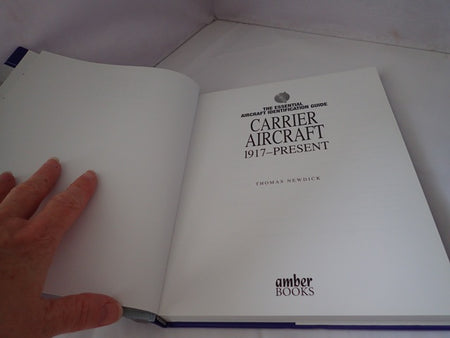 THE ESSENTIAL
AIRCRAFT IDENTIFICATION GUIDE
CARRIER
AIRCRAFT
1917–PRESENT
THOMAS NEWDICK
amber
BOOKS